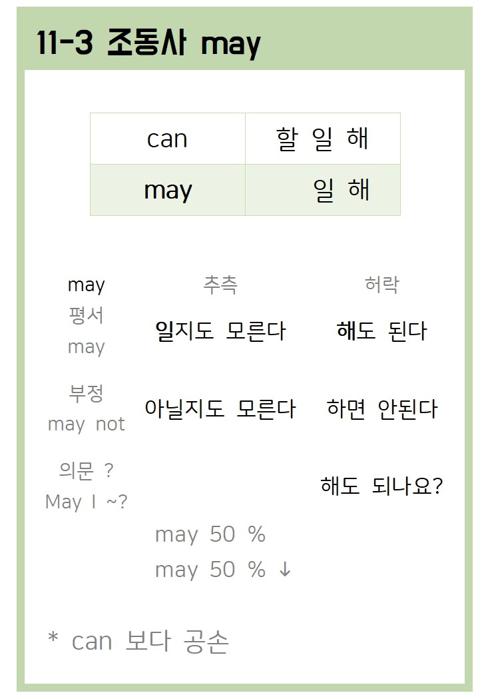 11-3 조동사 may
can 할 일 해
may 일 해
may 추측 허락
평서
may
일지도 모른다 해도 된다
부정
may not
아닐지도 모른다 하면 안된다
의문 ?
May I ~?
해도 되나요?
may 50 %
may 50 % ↓
* can 보다 공손